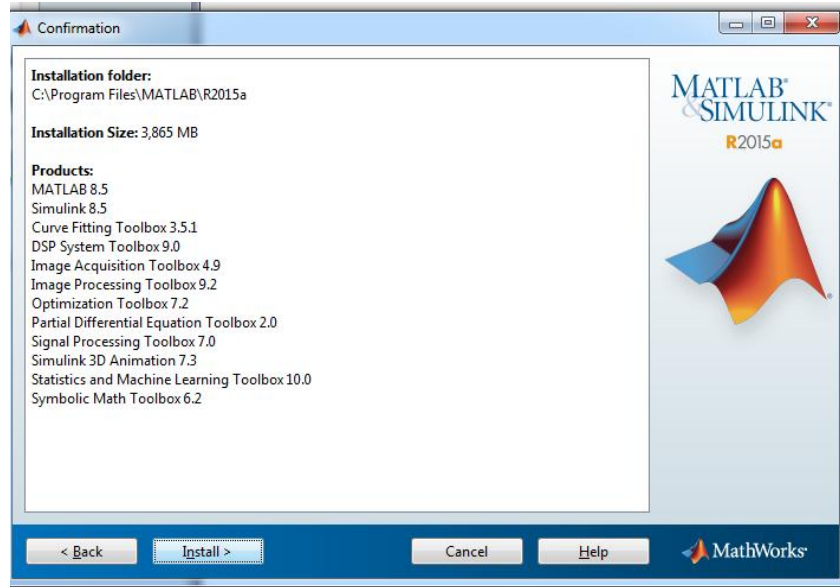 Confirmation
Installation folder:
C:\Program Files\MATLAB\R2015a
Installation Size: 3,865 MB
Products:
MATLAB 8.5
Simulink 8.5
Curve Fitting Toolbox 3.5.1
DSP System Toolbox 9.0
Image Acquisition Toolbox 4.9
Image Processing Toolbox 9.2
Optimization Toolbox 7.2
Partial Differential Equation Toolbox 2.0
Signal Processing Toolbox 7.0
Simulink 3D Animation 7.3
Statistics and Machine Learning Toolbox 10.0
Symbolic Math Toolbox 6.2
MATLAB®
&SIMULINK®
R2015a
< Back
Install >
Cancel
Help
MathWorks®